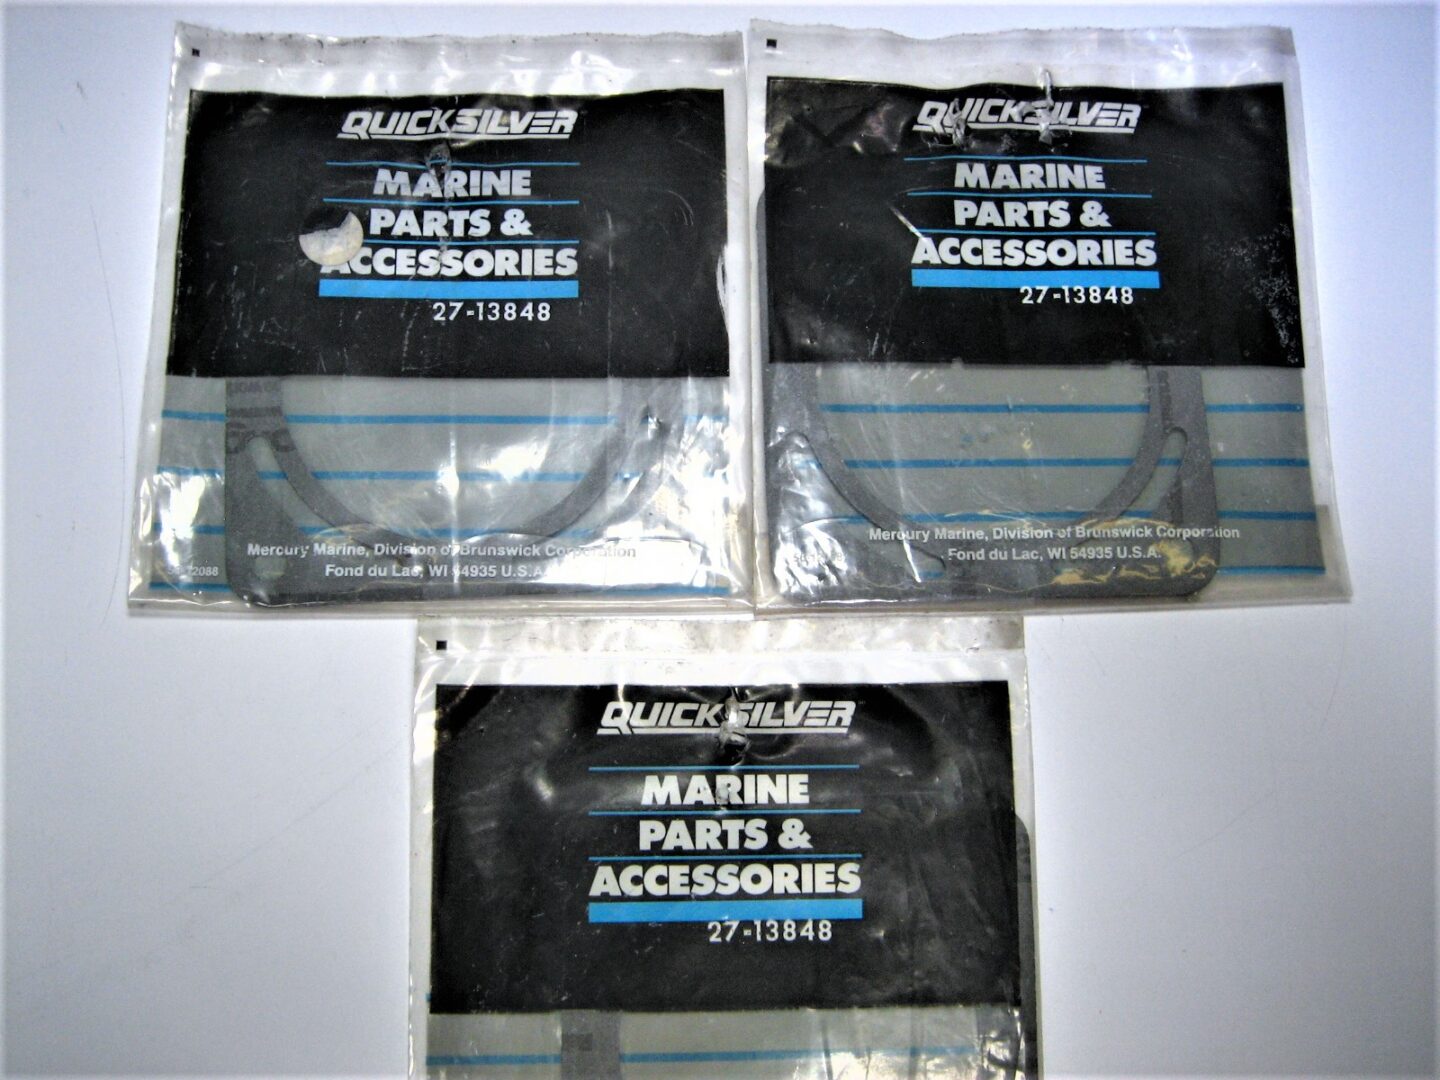 QUICKSILVER
MARINE
PARTS &
ACCESSORIES
27-13848
Mercury Marine, Division of Brunswick Corporation
Fond du Lac, WI 54935 U.S.A.
QUICKSILVER
MARINE
PARTS &
ACCESSORIES
27-13848
Mercury Marine, Division of Brunswick Corporation
Fond du Lac, WI 54935 U.S.A.
QUICKSILVER
MARINE
PARTS &
ACCESSORIES
27-13848